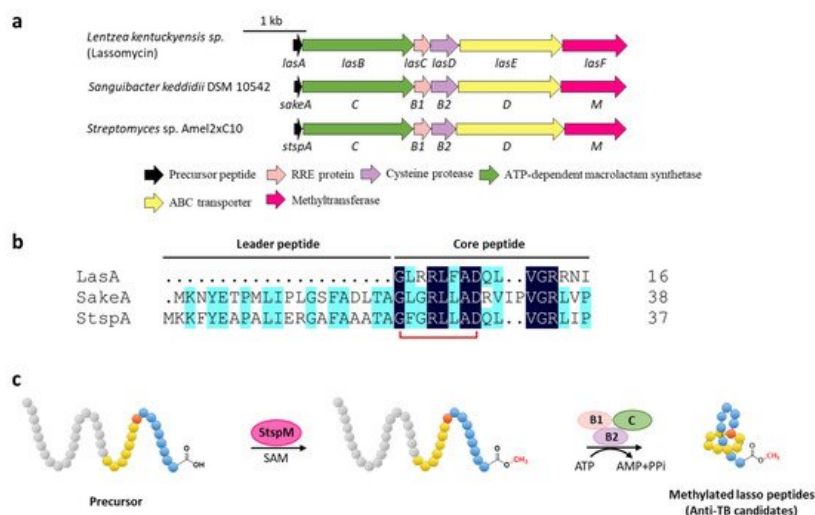 a
1 kb
Lentzea kentuckyensis sp.
(Lassomycin)
lasA lasB lasC lasD lasE lasF
Sanguibacter keddidii DSM 10542
sakeA C B1 B2 D M
Streptomyces sp. Amel2xC10
stspA C B1 B2 D M
Precursor peptide RRE protein Cysteine protease ATP-dependent macrolactam synthetase
ABC transporter Methyltransferase
b
Leader peptide Core peptide
LasA .....................GLRRLFADQL..VGRRNI 16
SakeA .MKNYETPMLIPLGSFADLTAGLGRLLADRVIPVGRLVP 38
StspA MKKFYEAPALIERGAFAAATAGFGRLLADQL..VGRLIP 37
c
O
OH
Precursor
StspM
SAM
O
O CH3
B1 C
B2
ATP AMP+PPi
O
O CH3
Methylated lasso peptides
(Anti-TB candidates)